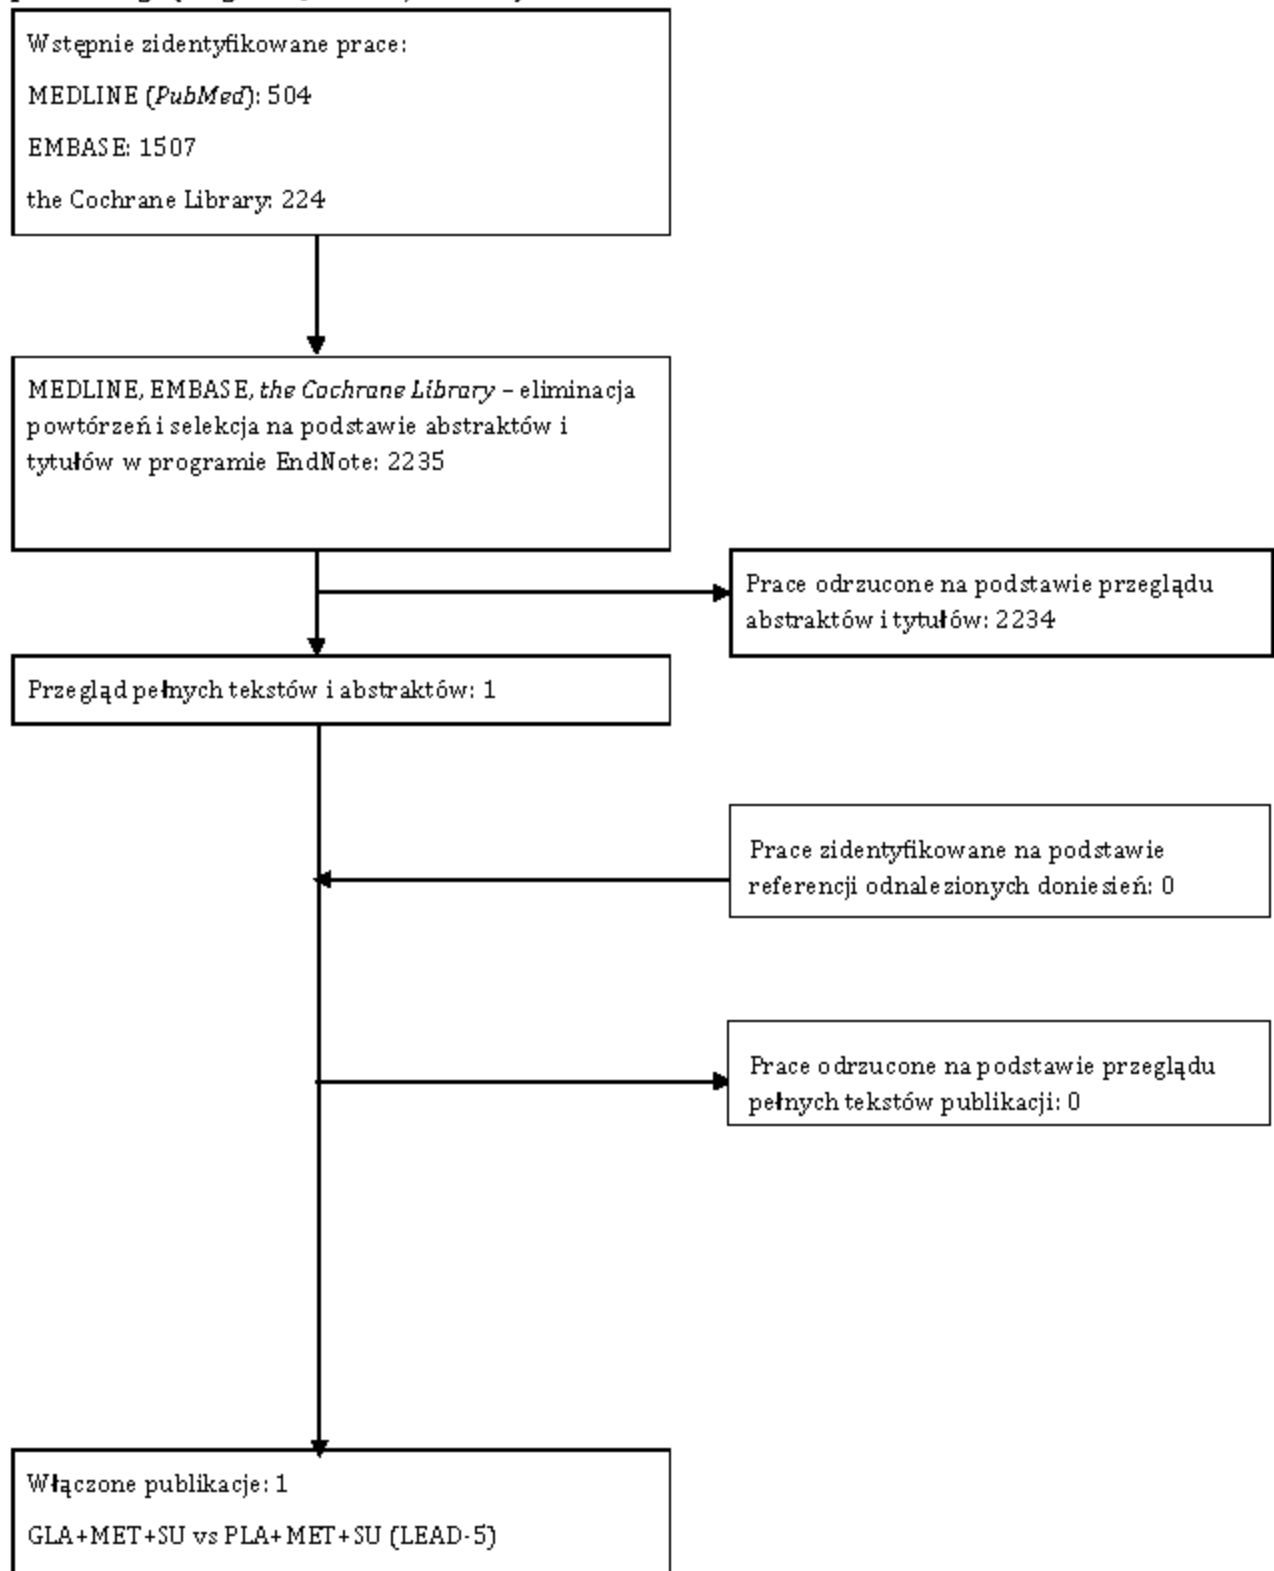 Wstępnie zidentyfikowane prace:
MEDLINE (PubMed): 504
EMBASE: 1507
the Cochrane Library: 224
MEDLINE, EMBASE, the Cochrane Library – eliminacja
powtórzeń i selekcja na podstawie abstraktów i
tytułów w programie EndNote: 2235
Prace odrzucone na podstawie przeglądu
abstraktów i tytułów: 2234
Przegląd pełnych tekstów i abstraktów: 1
Prace zidentyfikowane na podstawie
referencji odnalezionych doniesień: 0
Prace odrzucone na podstawie przeglądu
pełnych tekstów publikacji: 0
Włączone publikacje: 1
GLA+MET+SU vs PLA+MET+SU (LEAD-5)